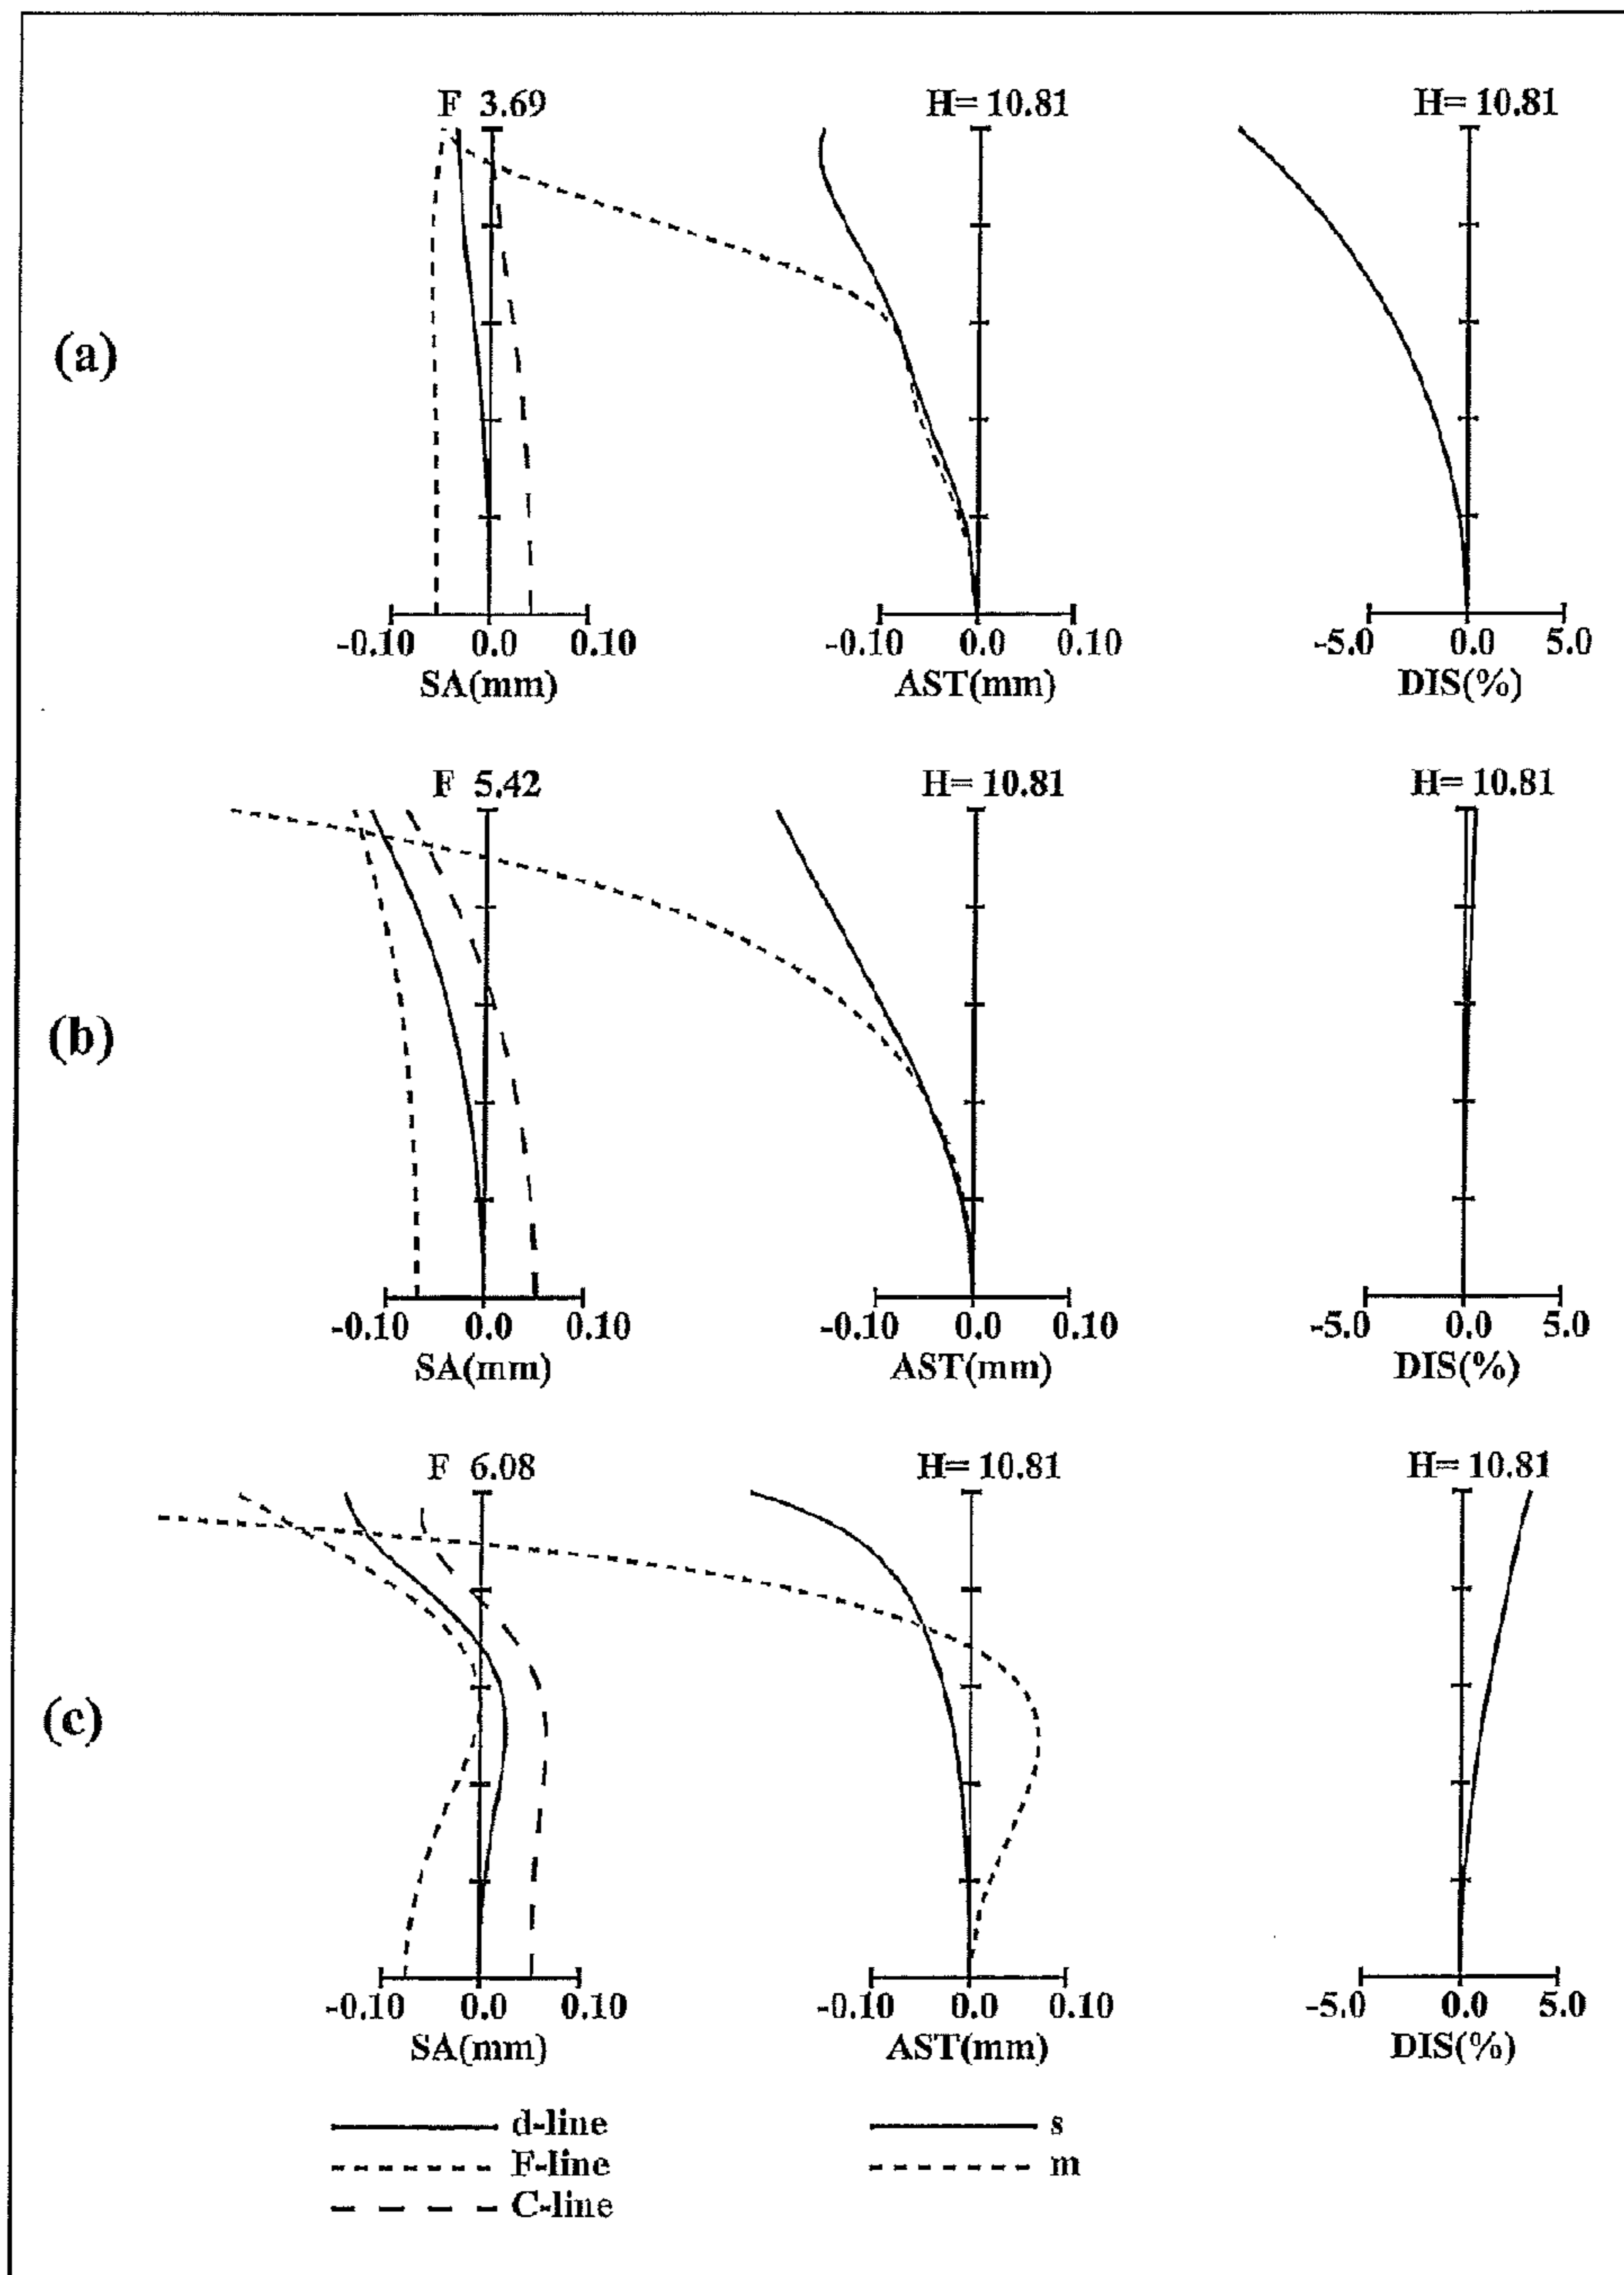 F 3.69 H= 10.81 H= 10.81
(a)
-0.10 0.0 0.10 -0.10 0.0 0.10 -5.0 0.0 5.0
SA(mm) AST(mm) DIS(%)
F 5.42 H= 10.81 H= 10.81
(b)
-0.10 0.0 0.10 -0.10 0.0 0.10 -5.0 0.0 5.0
SA(mm) AST(mm) DIS(%)
F 6.08 H= 10.81 H= 10.81
(c)
-0.10 0.0 0.10 -0.10 0.0 0.10 -5.0 0.0 5.0
SA(mm) AST(mm) DIS(%)
d-line s
F-line m
C-line